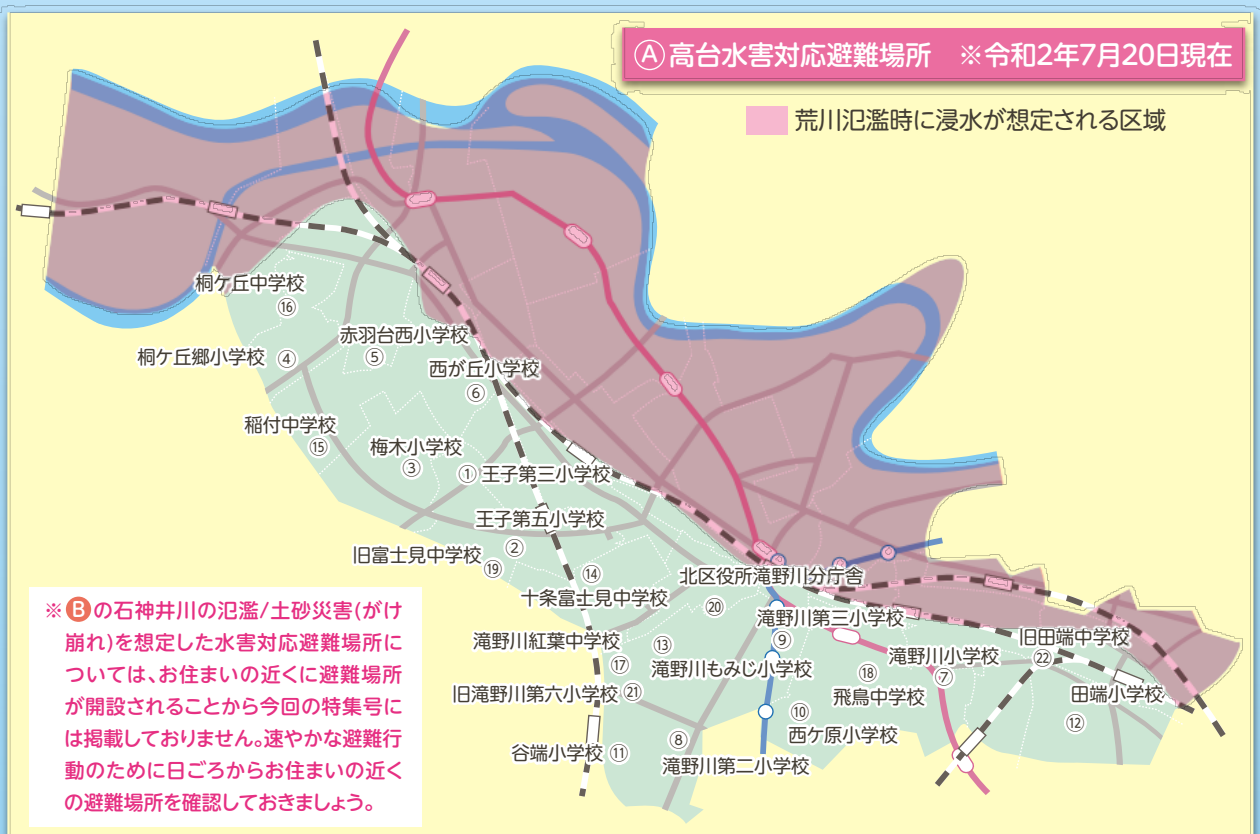 Ⓐ高台水害対応避難場所　※令和2年7月20日現在
荒川氾濫時に浸水が想定される区域
桐ケ丘中学校
⑯
赤羽台西小学校
⑤
桐ケ丘郷小学校 ④
西が丘小学校
⑥
稲付中学校
⑮
梅木小学校
③
① 王子第三小学校
王子第五小学校
②
旧富士見中学校
⑲
⑭
十条富士見中学校
北区役所滝野川分庁舎
⑳
滝野川第三小学校
⑨
滝野川紅葉中学校
⑰
⑬
滝野川もみじ小学校
旧田端中学校
㉒
滝野川小学校
⑦
⑱
飛鳥中学校
旧滝野川第六小学校 ㉑
田端小学校
⑫
⑩
西ケ原小学校
谷端小学校 ⑪
⑧
滝野川第二小学校
※Ⓑの石神井川の氾濫/土砂災害(がけ
崩れ)を想定した水害対応避難場所に
ついては、お住まいの近くに避難場所
が開設されることから今回の特集号に
は掲載しておりません。速やかな避難行
動のために日ごろからお住まいの近く
の避難場所を確認しておきましょう。